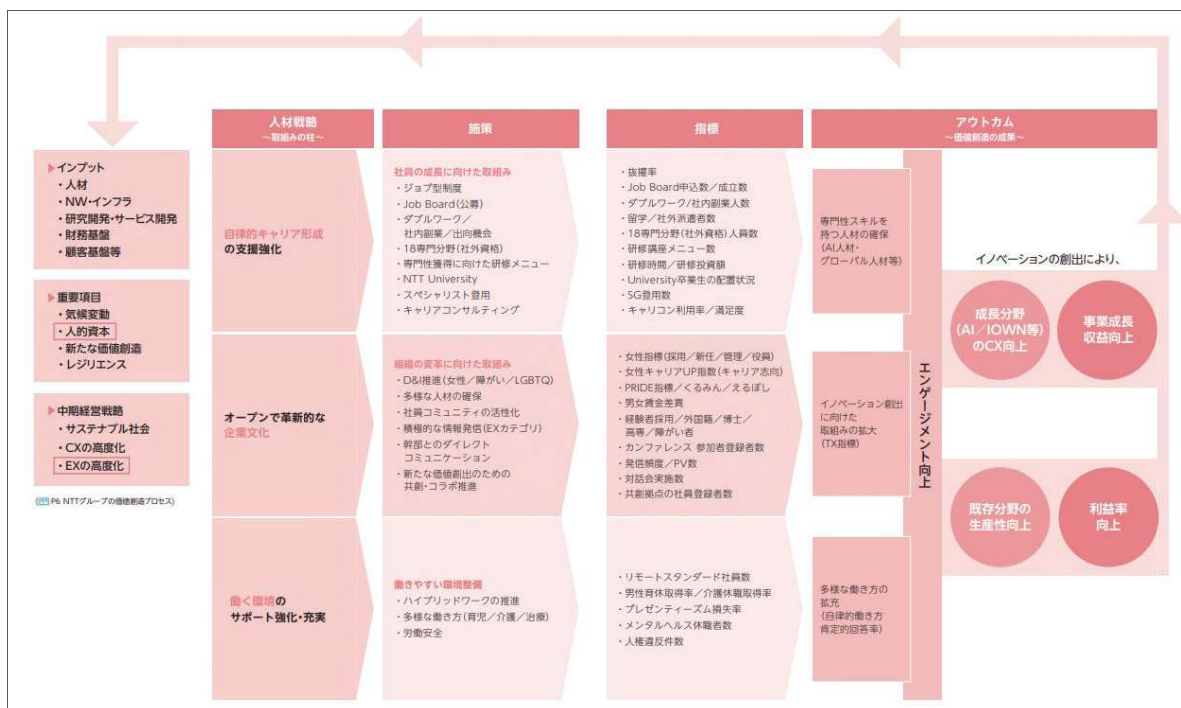 人材戦略
~取組みの柱~
施策
指標
アウトカム
~価値創造の成果~
▶インプット
・人材
・NW・インフラ
・研究開発・サービス開発
・財務基盤
・顧客基盤等
▶重要項目
・気候変動
・人的資本
・新たな価値創造
・レジリエンス
▶中期経営戦略
・サステナブル社会
・CXの高度化
・EXの高度化
(P6 NTTグループの価値創造プロセス)
自律的キャリア形成
の支援強化
社員の成長に向けた取組み
・ジョブ型制度
・Job Board(公募)
・ダブルワーク/
社内副業/出向機会
・18専門分野(社外資格)
・専門性獲得に向けた研修メニュー
・NTT University
・スペシャリスト登用
・キャリアコンサルティング
・抜擢率
・Job Board申込数/成立数
・ダブルワーク/社内副業人数
・留学/社外派遣者数
・18専門分野(社外資格)人員数
・研修講座メニュー数
・研修時間/研修投資額
・University卒業生の配置状況
・SG登用数
・キャリコン利用率/満足度
専門性スキルを
持つ人材の確保
(AI人材・
グローバル人材等)
オープンで革新的な
企業文化
組織の変革に向けた取組み
・D&I推進(女性/障がい/LGBTQ)
・多様な人材の確保
・社員コミュニティの活性化
・積極的な情報発信(EXカテゴリ)
・幹部とのダイレクト
コミュニケーション
・新たな価値創出のための
共創・コラボ推進
・女性指標(採用/新任/管理/役員)
・女性キャリアUP指数(キャリア志向)
・PRIDE指標/くるみん/えるぼし
・男女賃金差異
・経験者採用/外国籍/博士/
高専/障がい者
・カンファレンス 参加者登録者数
・発信頻度/PV数
・対話会実施数
・共創拠点の社員登録者数
イノベーション創出
に向けた
取組みの拡大
(TX指標)
働く環境の
サポート強化・充実
働きやすい環境整備
・ハイブリッドワークの推進
・多様な働き方(育児/介護/治療)
・労働安全
・リモートスタンダード社員数
・男性育休取得率/介護休職取得率
・プレゼンティーズム損失率
・メンタルヘルス休職者数
・人権違反件数
多様な働き方の
拡充
(自律的働き方
肯定的回答率)
エンゲージメント向上
イノベーションの創出により、
成長分野
(AI/IOWN等)
のCX向上
事業成長
収益向上
既存分野の
生産性向上
利益率
向上